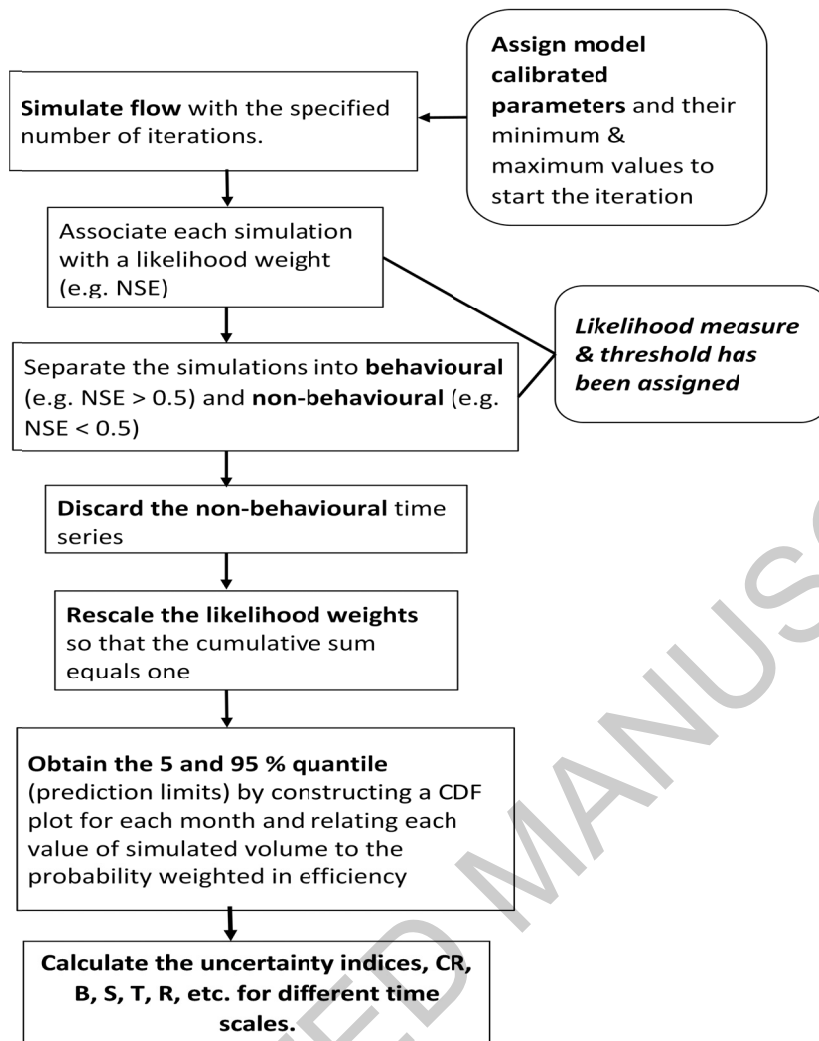 Assign model
calibrated
parameters and their
minimum &
maximum values to
start the iteration
Simulate flow with the specified
number of iterations.
Associate each simulation
with a likelihood weight
(e.g. NSE)
Likelihood measure
& threshold has
been assigned
Separate the simulations into behavioural
(e.g. NSE > 0.5) and non-behavioural (e.g.
NSE < 0.5)
Discard the non-behavioural time
series
Rescale the likelihood weights
so that the cumulative sum
equals one
Obtain the 5 and 95 % quantile
(prediction limits) by constructing a CDF
plot for each month and relating each
value of simulated volume to the
probability weighted in efficiency
Calculate the uncertainty indices, CR,
B, S, T, R, etc. for different time
scales.